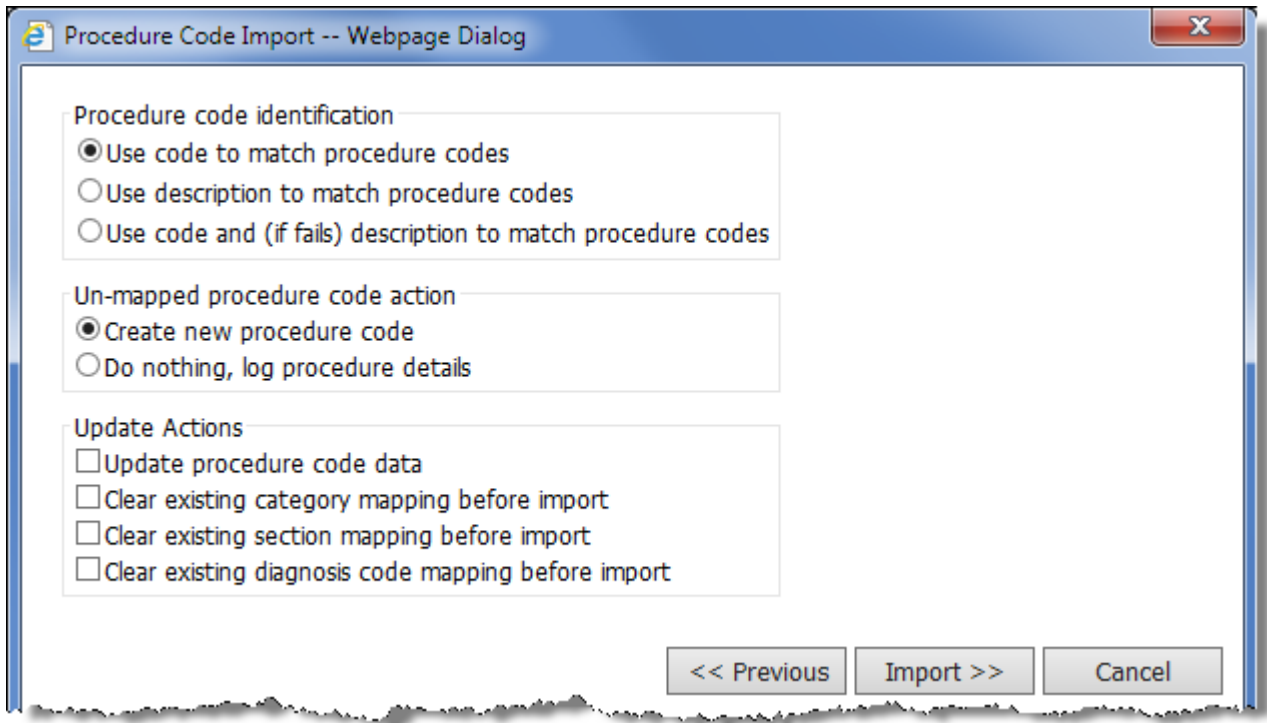 Procedure Code Import -- Webpage Dialog
Procedure code identification
Use code to match procedure codes
Use description to match procedure codes
Use code and (if fails) description to match procedure codes
Un-mapped procedure code action
Create new procedure code
Do nothing, log procedure details
Update Actions
Update procedure code data
Clear existing category mapping before import
Clear existing section mapping before import
Clear existing diagnosis code mapping before import
<< Previous Import >> Cancel